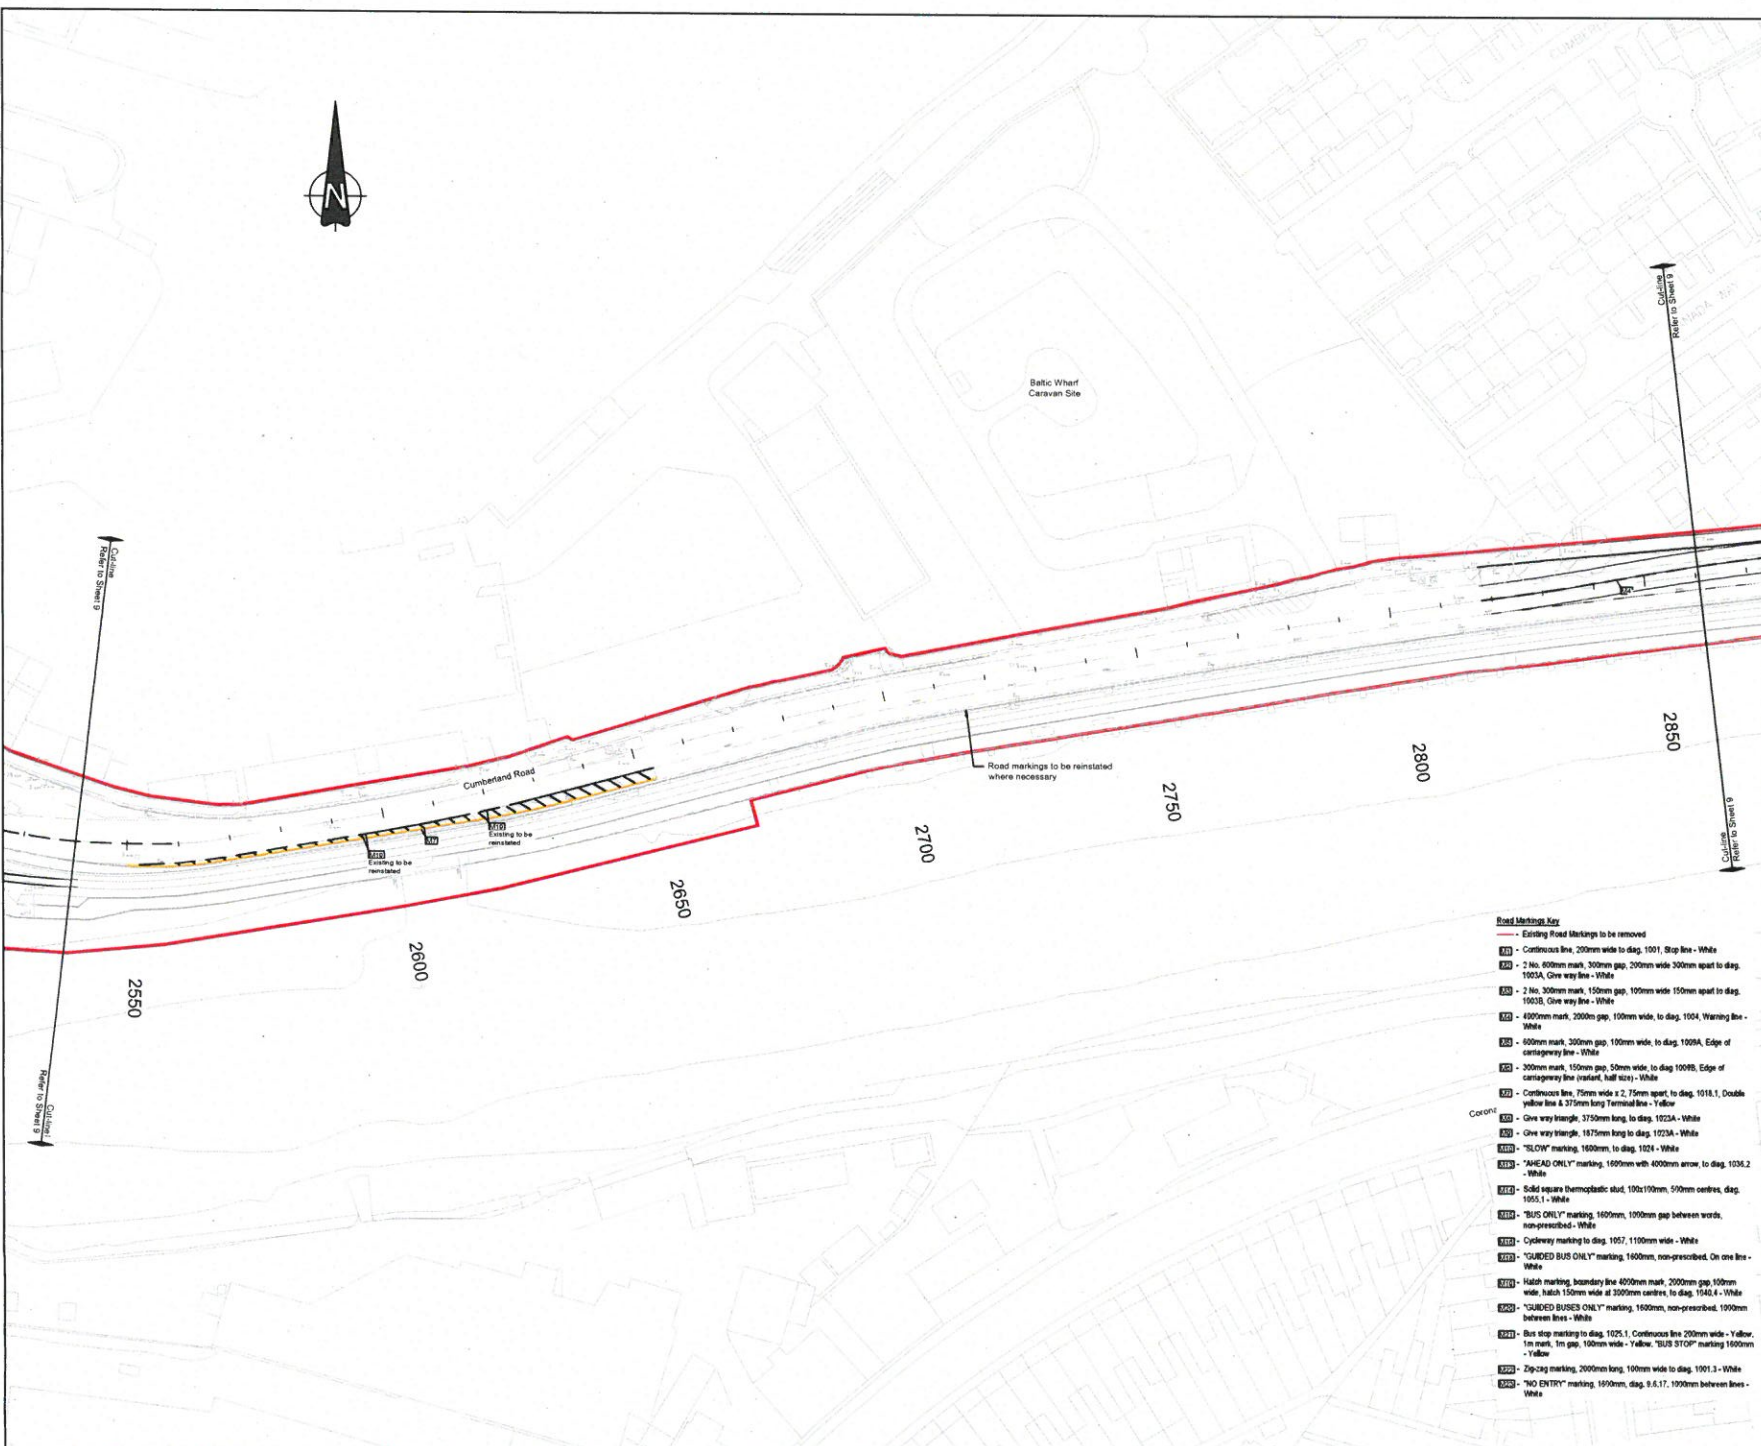 N
CUMBER
Cut-line
Refer to Sheet 9
Baltic Wharf
Caravan Site
Cut-line
Refer to Sheet 9
Cumberland Road
Road markings to be reinstated
where necessary
Existing to be
reinstated
M7
Existing to be
reinstated
2550
2600
2650
2700
2750
2800
2850
Cut-line
Refer to Sheet 9
Cut-line
Refer to Sheet 9
Corona
Road Markings Key
- Existing Road Markings to be removed
M1 - Continuous line, 200mm wide to diag. 1001, Stop line - White
M2 - 2 No. 600mm mark, 300mm gap, 200mm wide 300mm apart to diag.
1003A, Give way line - White
M3 - 2 No. 300mm mark, 150mm gap, 100mm wide 150mm apart to diag.
1003B, Give way line - White
M4 - 4000mm mark, 2000m gap, 100mm wide, to diag. 1004, Warning line -
White
- 600mm mark, 300mm gap, 100mm wide, to diag. 1009A, Edge of
carriageway line - White
- 300mm mark, 150mm gap, 50mm wide, to diag 1009B, Edge of
carriageway line (variant, half size) - White
M7 - Continuous line, 75mm wide x 2, 75mm apart, to diag. 1018.1, Double
yellow line & 375mm long Terminal line - Yellow
- Give way triangle, 3750mm long, to diag. 1023A - White
- Give way triangle, 1875mm long to diag. 1023A - White
- "SLOW" marking, 1600mm, to diag. 1024 - White
- "AHEAD ONLY" marking, 1600mm with 4000mm arrow, to diag. 1036.2
- White
- Solid square thermoplastic stud, 100x100mm, 500mm centres, diag.
1055.1 - White
- "BUS ONLY" marking, 1600mm, 1000mm gap between words,
non-prescribed - White
- Cycleway marking to diag. 1057, 1100mm wide - White
- "GUIDED BUS ONLY" marking, 1600mm, non-prescribed. On one line -
White
- Hatch marking, boundary line 4000mm mark, 2000mm gap,100mm
wide, hatch 150mm wide at 3000mm centres, to diag. 1040.4 - White
- "GUIDED BUSES ONLY" marking, 1600mm, non-prescribed. 1000mm
between lines - White
M21 - Bus stop marking to diag. 1025.1, Continuous line 200mm wide - Yellow.
1m mark, 1m gap, 100mm wide - Yellow. "BUS STOP" marking 1600mm
- Yellow
- Zig-zag marking, 2000mm long, 100mm wide to diag. 1001.3 - White
- "NO ENTRY" marking, 1600mm, diag. 9.6.17, 1000mm between lines -
White